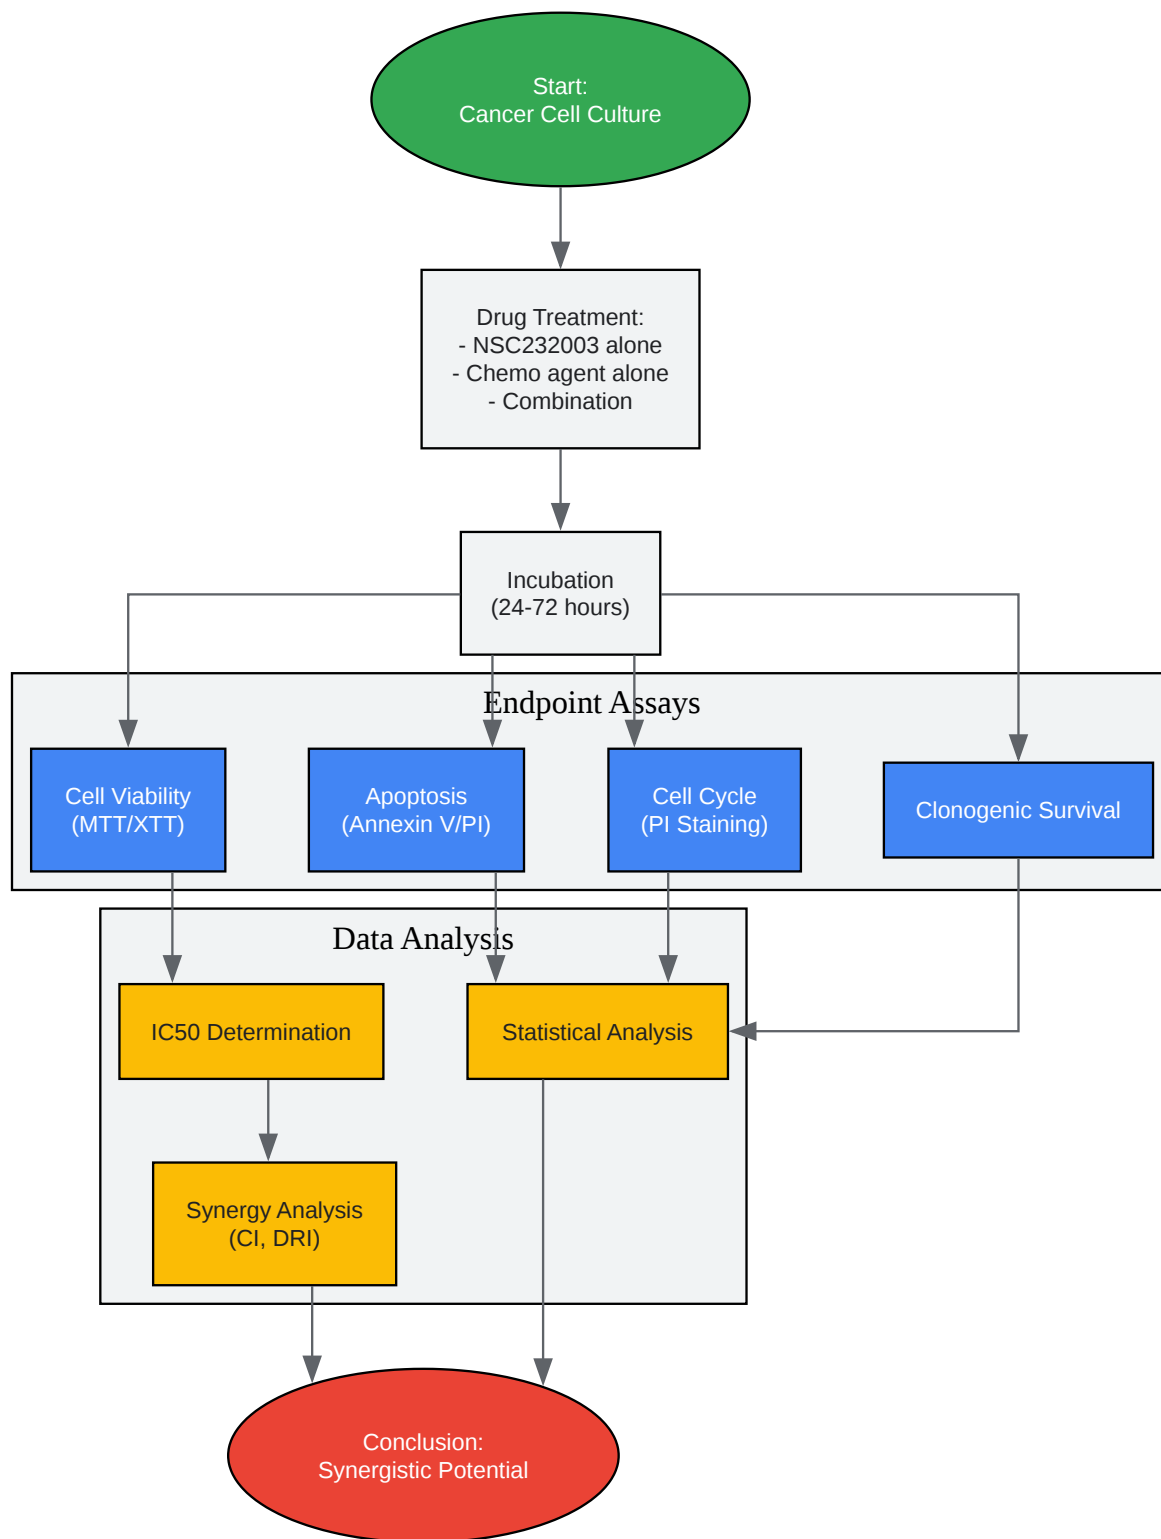 Start:
Cancer Cell Culture
Drug Treatment:
- NSC232003 alone
- Chemo agent alone
- Combination
Incubation
(24-72 hours)
Endpoint Assays
Cell Viability
(MTT/XTT)
Apoptosis
(Annexin V/PI)
Cell Cycle
(PI Staining)
Clonogenic Survival
Data Analysis
IC50 Determination
Statistical Analysis
Synergy Analysis
(CI, DRI)
Conclusion:
Synergistic Potential